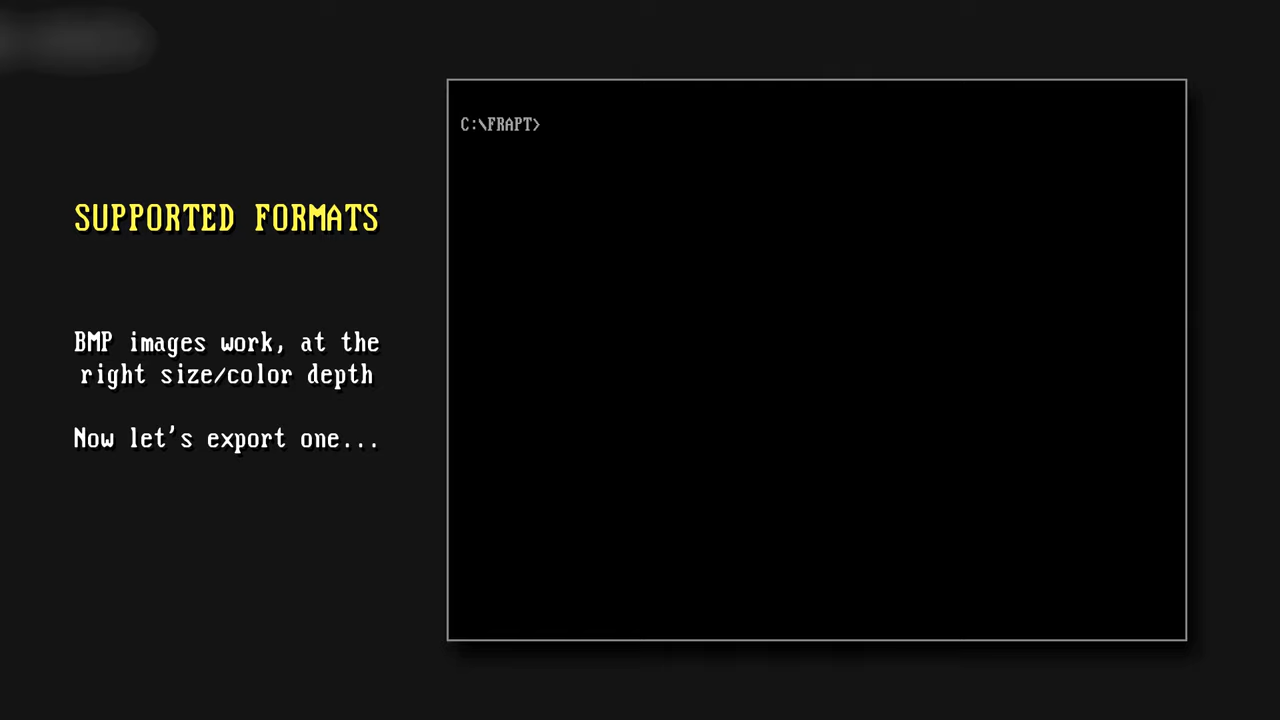 SUPPORTED FORMATS
BMP images work, at the
right size/color depth
Now let's export one...
C:\FRAPT>